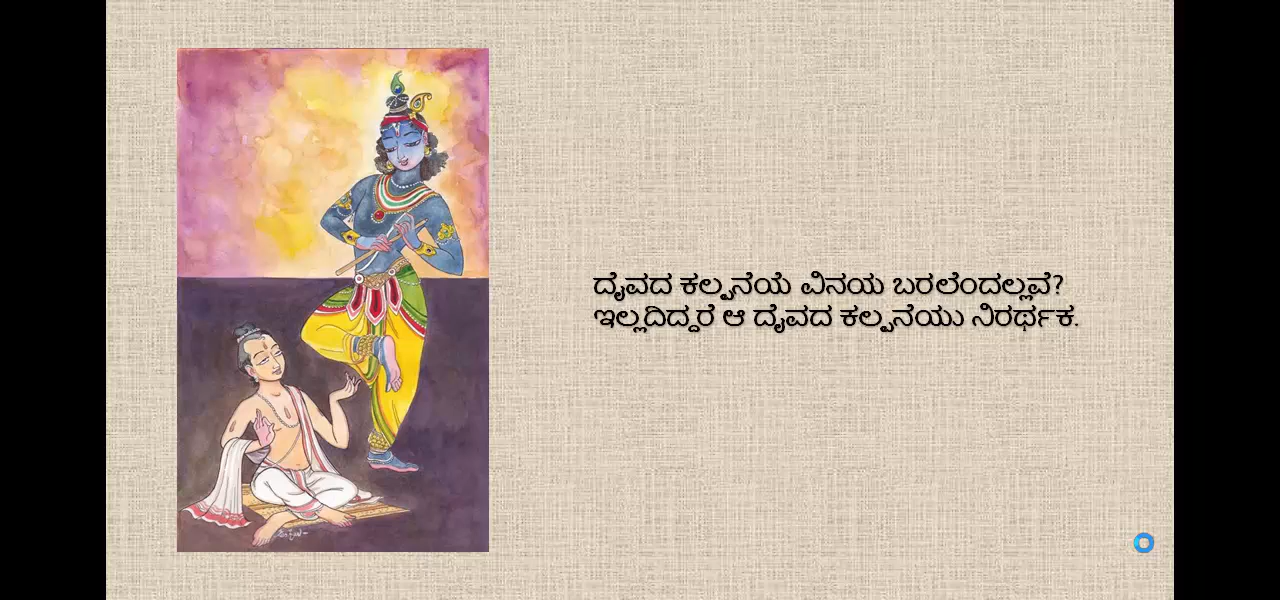 ದೈವದ ಕಲ್ಪನೆಯೆ ವಿನಯ ಬರಲೆಂದಲ್ಲವೆ?
ಇಲ್ಲದಿದ್ದರೆ ಆ ದೈವದ ಕಲ್ಪನೆಯು ನಿರರ್ಥಕ.